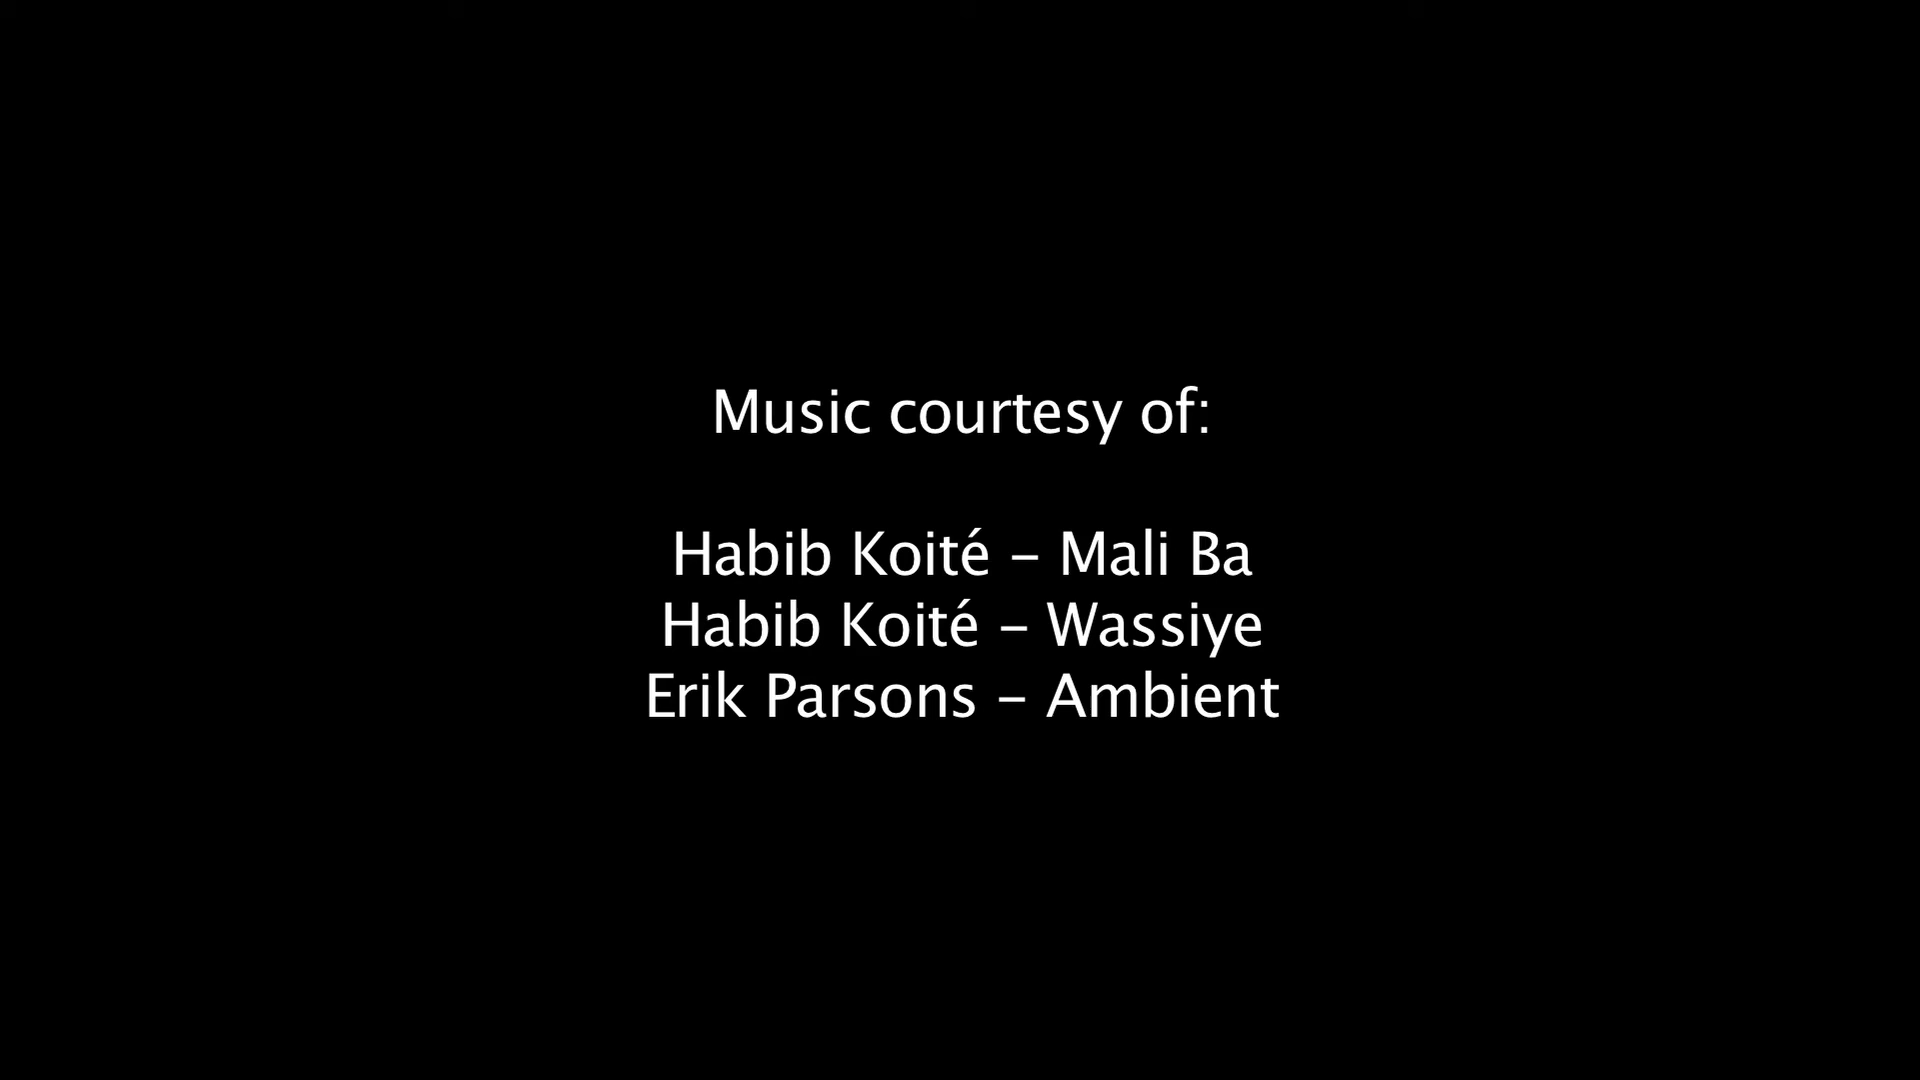 Music courtesy of:
Habib Koité – Mali Ba
Habib Koité – Wassiye
Erik Parsons – Ambient